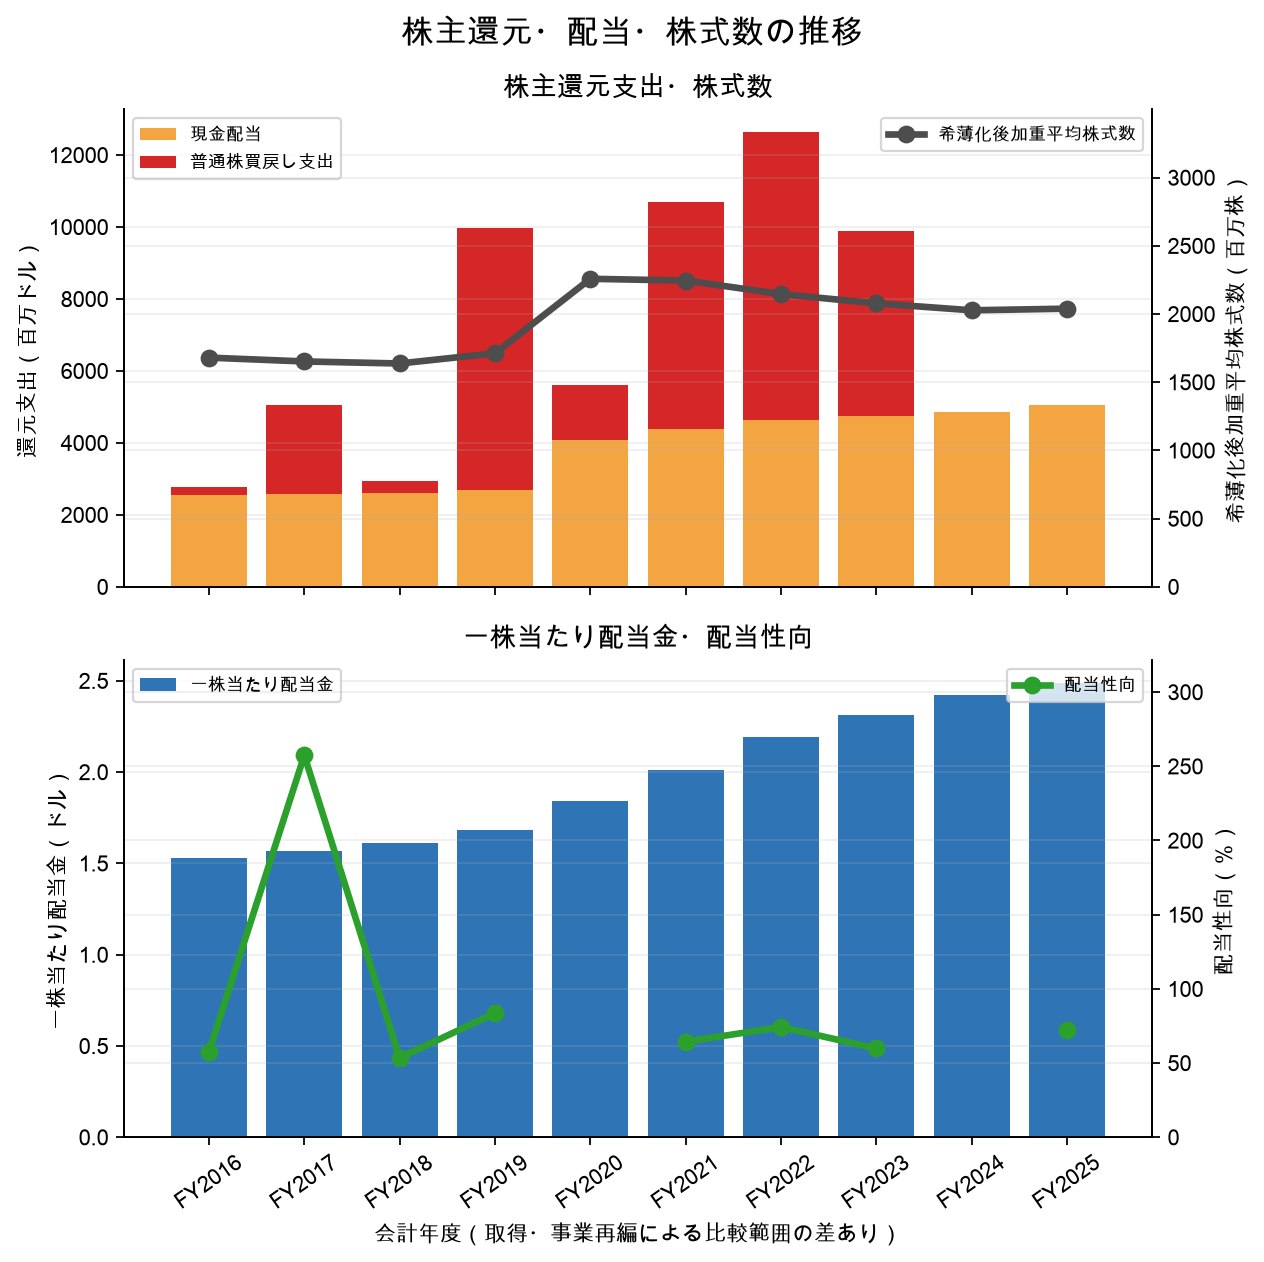 株主還元・配当・株式数の推移
株主還元支出・株式数
現金配当
普通株買戻し支出
希薄化後加重平均株式数
12000
10000
8000
6000
4000
2000
0
還元支出（百万ドル）
3000
2500
2000
1500
1000
500
0
希薄化後加重平均株式数（百万株）
一株当たり配当金・配当性向
一株当たり配当金
配当性向
2.5
2.0
1.5
1.0
0.5
0.0
一株当たり配当金（ドル）
300
250
200
150
100
50
0
配当性向（％）
FY2016 FY2017 FY2018 FY2019 FY2020 FY2021 FY2022 FY2023 FY2024 FY2025
会計年度（取得・事業再編による比較範囲の差あり）